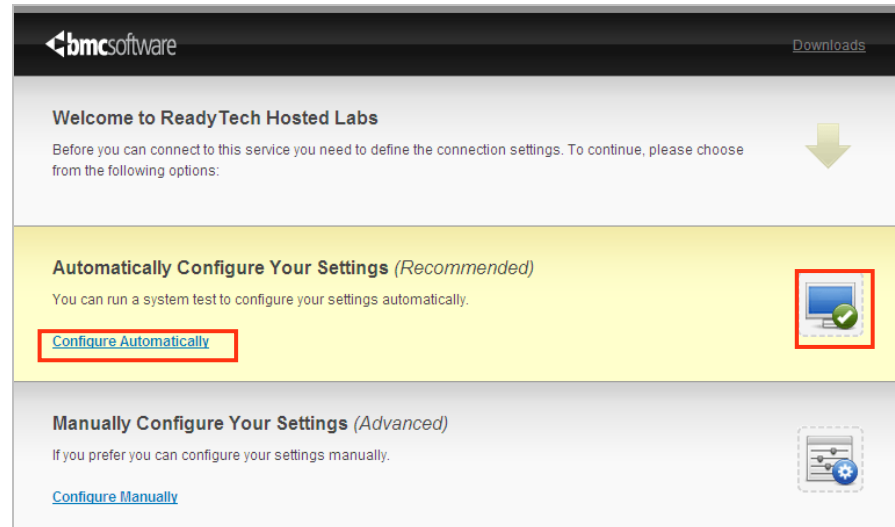 bmcsoftware
Downloads
Welcome to ReadyTech Hosted Labs
Before you can connect to this service you need to define the connection settings. To continue, please choose
from the following options:
Automatically Configure Your Settings (Recommended)
You can run a system test to configure your settings automatically.
Configure Automatically
Manually Configure Your Settings (Advanced)
If you prefer you can configure your settings manually.
Configure Manually